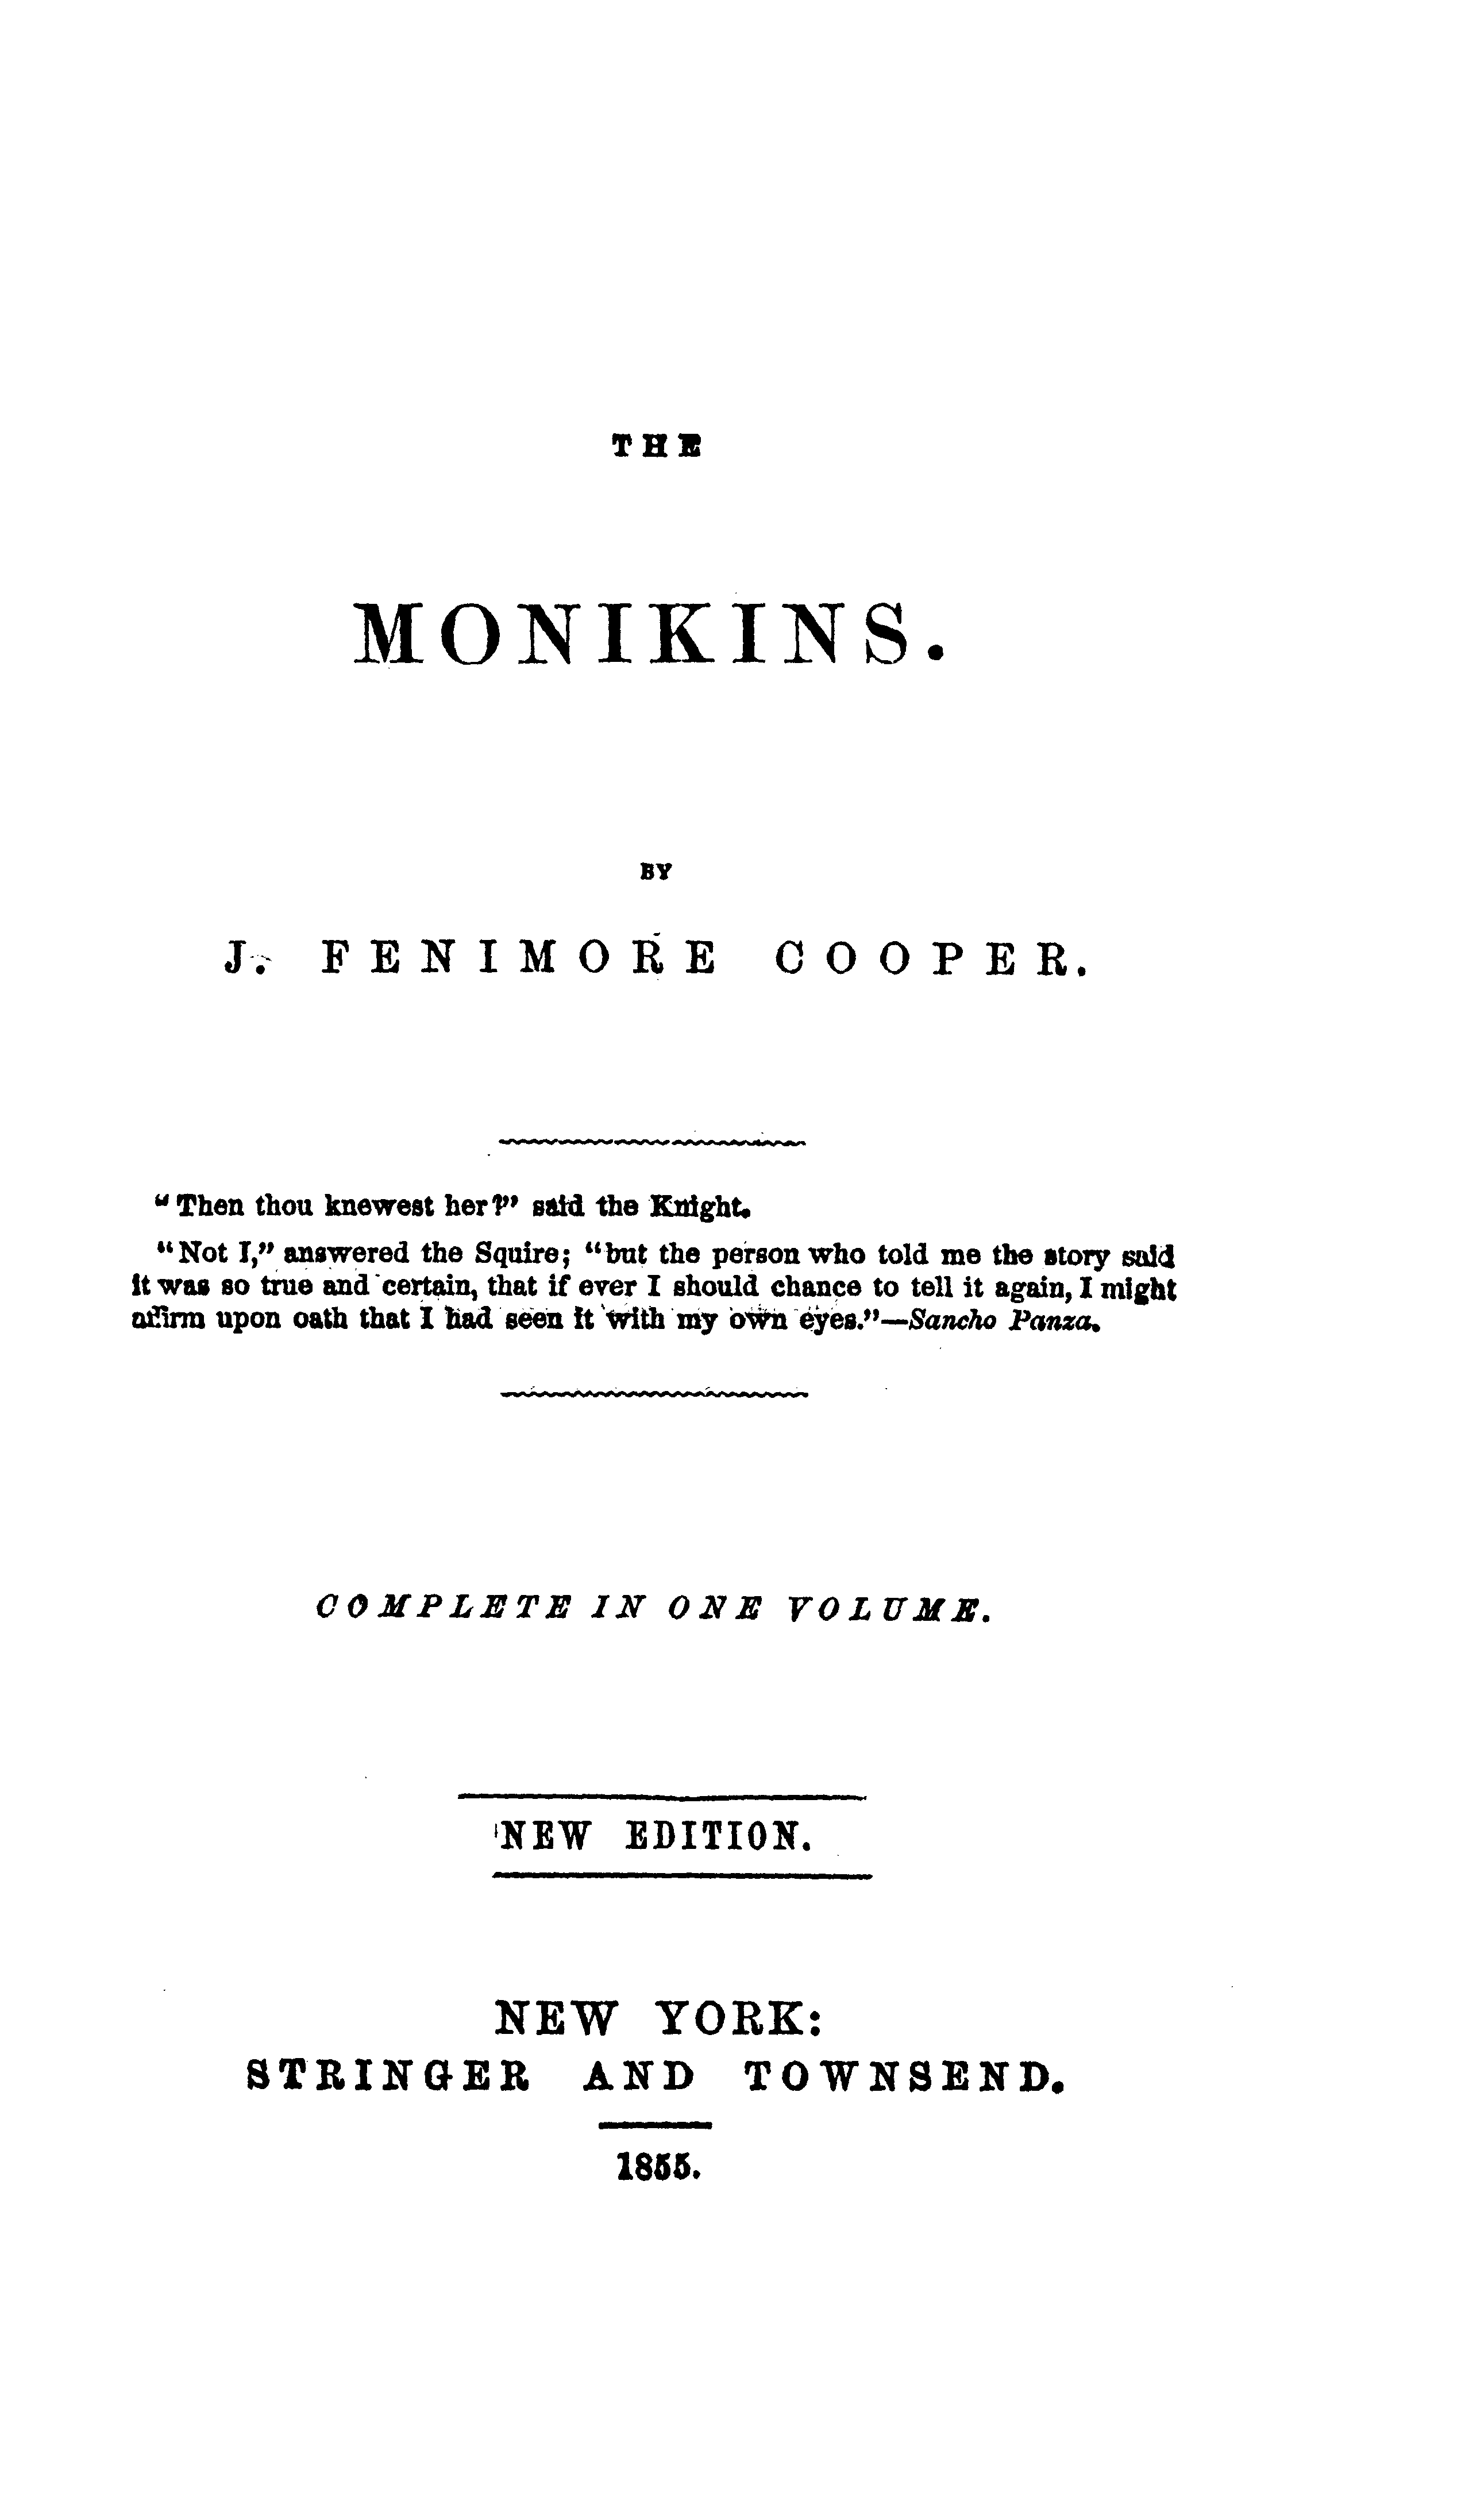 THE
MONIKINS.
BY
J. FENIMORE COOPER.
"Then thou knewest her?" said the Knight.
"Not I," answered the Squire; "but the person who told me the story said
it was so true and certain, that if ever I should chance to tell it again, I might
affirm upon oath that I had seen it with my own eyes."—Sancho Panza.
COMPLETE IN ONE VOLUME.
NEW EDITION.
NEW YORK:
STRINGER AND TOWNSEND.
1855.